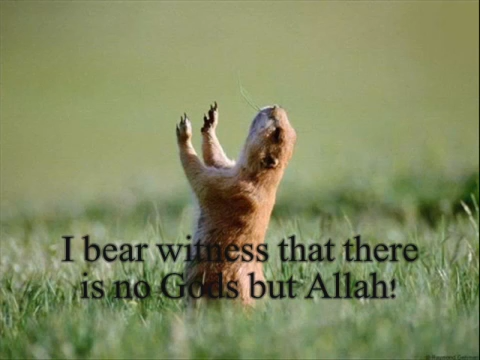 I bear witness that there
is no Gods but Allah!